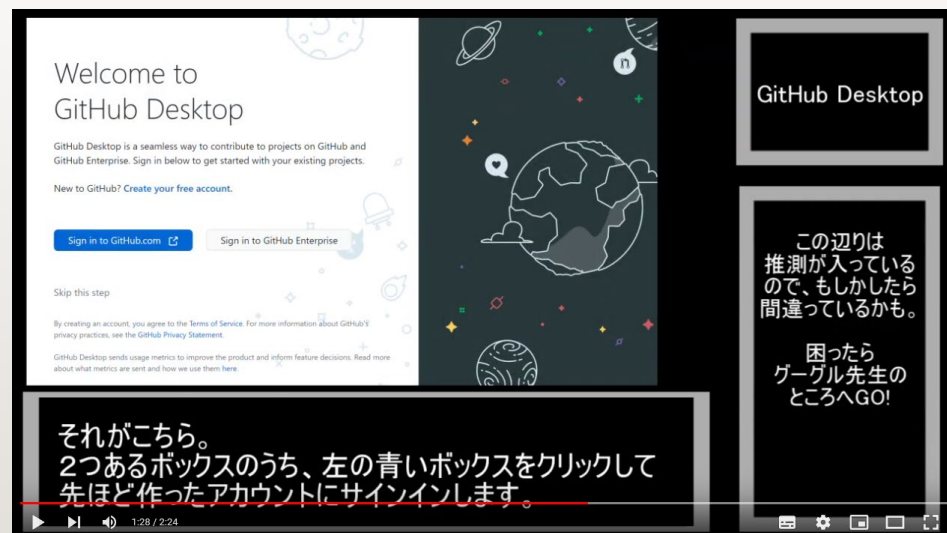 Welcome to
GitHub Desktop
GitHub Desktop is a seamless way to contribute to projects on GitHub and
GitHub Enterprise. Sign in below to get started with your existing projects.
New to GitHub? Create your free account.
Sign in to GitHub.com
Sign in to GitHub Enterprise
Skip this step
By creating an account, you agree to the Terms of Service. For more information about GitHub's
privacy practices, see the GitHub Privacy Statement.
GitHub Desktop sends usage metrics to improve the product and inform feature decisions. Read more
about what metrics are sent and how we use them here.
n
GitHub Desktop
この辺りは
推測が入っている
ので、もしかしたら
間違っているかも。
困ったら
グーグル先生の
ところへGO!
それがこちら。
2つあるボックスのうち、左の青いボックスをクリックして
先ほど作ったアカウントにサインインします。
1:28 / 2:24